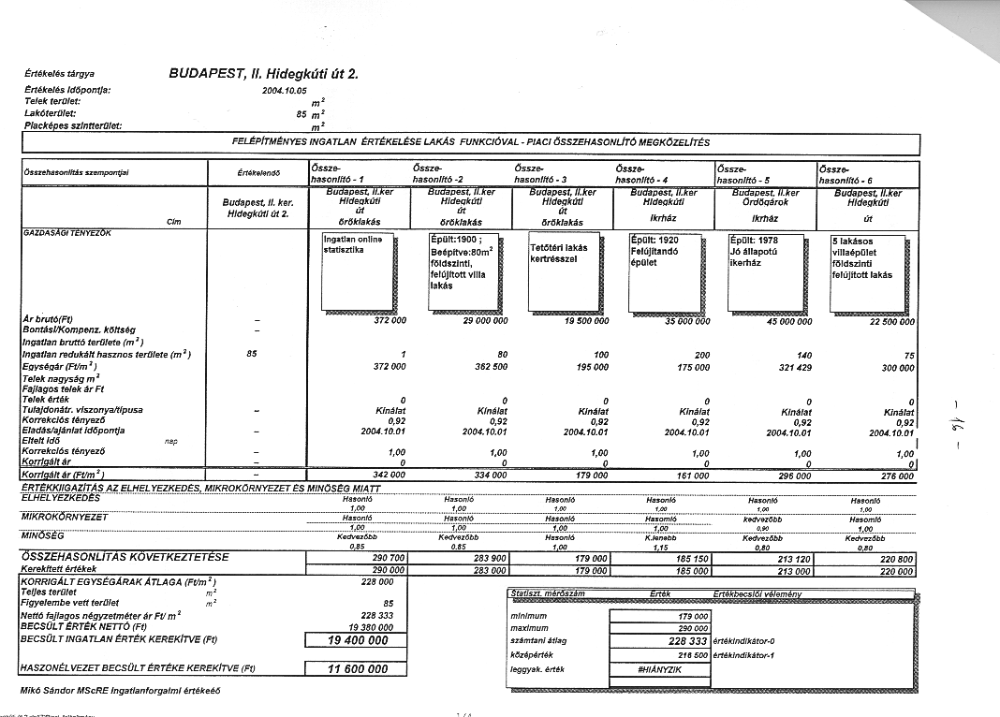 Értékelés tárgya BUDAPEST, II. Hidegkúti út 2.
Értékelés időpontja: 2004.10.05
Telek terület: m²
Lakóterület: 85 m²
Piacképes szintterület: m²
FELÉPÍTMÉNYES INGATLAN ÉRTÉKELÉSE LAKÁS FUNKCIÓVAL - PIACI ÖSSZEHASONLÍTÓ MEGKÖZELÍTÉS
Összehasonlítás szempontjai Értékelendő Össze- Össze- Össze- Össze- Össze- Össze-
hasonlító - 1 hasonlító -2 hasonlító - 3 hasonlító - 4 hasonlító - 5 hasonlító - 6
Cím Budapest, II. ker. Budapest, II.ker Budapest, II.ker Budapest, II.ker Budapest, II.ker Budapest, II.ker Budapest, II.ker
Hidegkúti út 2. Hidegkúti Hidegkúti Hidegkúti Hidegkúti Ördögárok Hidegkúti
út út út ikrház ikrház út
öröklakás öröklakás öröklakás
GAZDASÁGI TÉNYEZŐK
Ingatlan online statisztika
Épült:1900 ; Beépítve:80m² földszinti, felújított villa lakás
Tetőtéri lakás kertrésszel
Épült: 1920 Felújítandó épület
Épült: 1978 Jó állapotú ikerház
5 lakásos villaépület földszinti felújított lakás
Ár bruttó(Ft) – 372 000 29 000 000 19 500 000 35 000 000 45 000 000 22 500 000
Bontási/Kompenz. költség –
Ingatlan bruttó területe (m²)
Ingatlan redukált hasznos területe (m²) 85 1 80 100 200 140 75
Egységár (Ft/m²) 372 000 362 500 195 000 175 000 321 429 300 000
Telek nagyság m²
Fajlagos telek ár Ft
Telek érték 0 0 0 0 0 0
Tulajdonátr. viszonya/típusa – Kínálat Kínálat Kínálat Kínálat Kínálat Kínálat
Korrekciós tényező 0,92 0,92 0,92 0,92 0,92 0,92
Eladás/ajánlat időpontja – 2004.10.01 2004.10.01 2004.10.01 2004.10.01 2004.10.01 2004.10.01
Eltelt idő nap
Korrekciós tényező – 1,00 1,00 1,00 1,00 1,00 1,00
Korrigált ár – 0 0 0 0 0 0
Korrigált ár (Ft/m²) – 342 000 334 000 179 000 161 000 296 000 276 000
ÉRTÉKKIIGAZÍTÁS AZ ELHELYEZKEDÉS, MIKROKÖRNYEZET ÉS MINŐSÉG MIATT
ELHELYEZKEDÉS Hasonló Hasonló Hasonló Hasonló Hasonló Hasonló
1,00 1,00 1,00 1,00 1,00 1,00
MIKROKÖRNYEZET Hasonló Hasonló Hasonló Hasomló kedvezőbb Hasomló
1,00 1,00 1,00 1,00 0,90 1,00
MINŐSÉG Kedvezőbb Kedvezőbb Hasonló K.lenebb Kedvezőbb Kedvezőbb
0,85 0.85 1,00 1,15 0,80 0,80
ÖSSZEHASONLÍTÁS KÖVETKEZTETÉSE 290 700 283 900 179 000 185 150 213 120 220 800
Kerekített értékek 290 000 283 000 179 000 185 000 213 000 220 000
KORRIGÁLT EGYSÉGÁRAK ÁTLAGA (Ft/m²) 228 000
Teljes terület m²
Figyelembe vett terület m² 85
Nettó fajlagos négyzetméter ár Ft/ m² 228 333
BECSÜLT ÉRTÉK NETTÓ (Ft) 19 380 000
BECSÜLT INGATLAN ÉRTÉK KEREKÍTVE (Ft) 19 400 000
HASZONÉLVEZET BECSÜLT ÉRTÉKE KEREKÍTVE (Ft) 11 600 000
Statiszt. mérőszám Érték Értékbecslői vélemény
minimum 179 000
maximum 290 000
számtani átlag 228 333 értékindikátor-0
középérték 216 500 értékindikátor-1
leggyak. érték #HIÁNYZIK
Mikó Sándor MScRE Ingatlanforgalmi értékeő
- 16 -